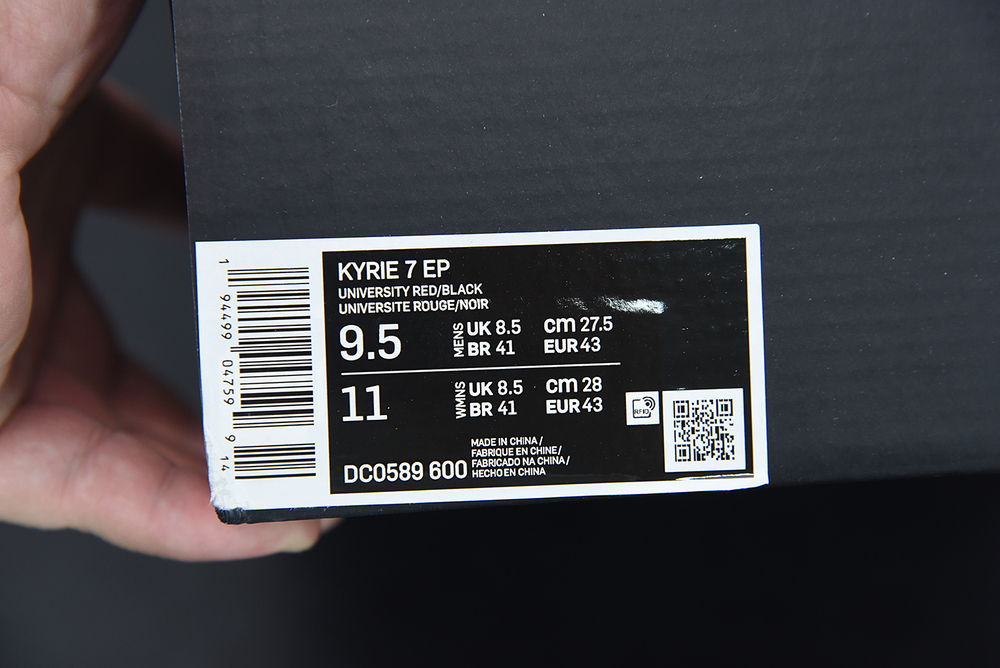 KYRIE 7 EP
UNIVERSITY RED/BLACK
UNIVERSITE ROUGE/NOIR
9.5 MENS UK 8.5 cm 27.5
BR 41 EUR 43
11 WMNS UK 8.5 cm 28
BR 41 EUR 43
RFID
DC0589 600
MADE IN CHINA /
FABRIQUE EN CHINE /
FABRICADO NA CHINA /
HECHO EN CHINA
1 94499 04759 9 14